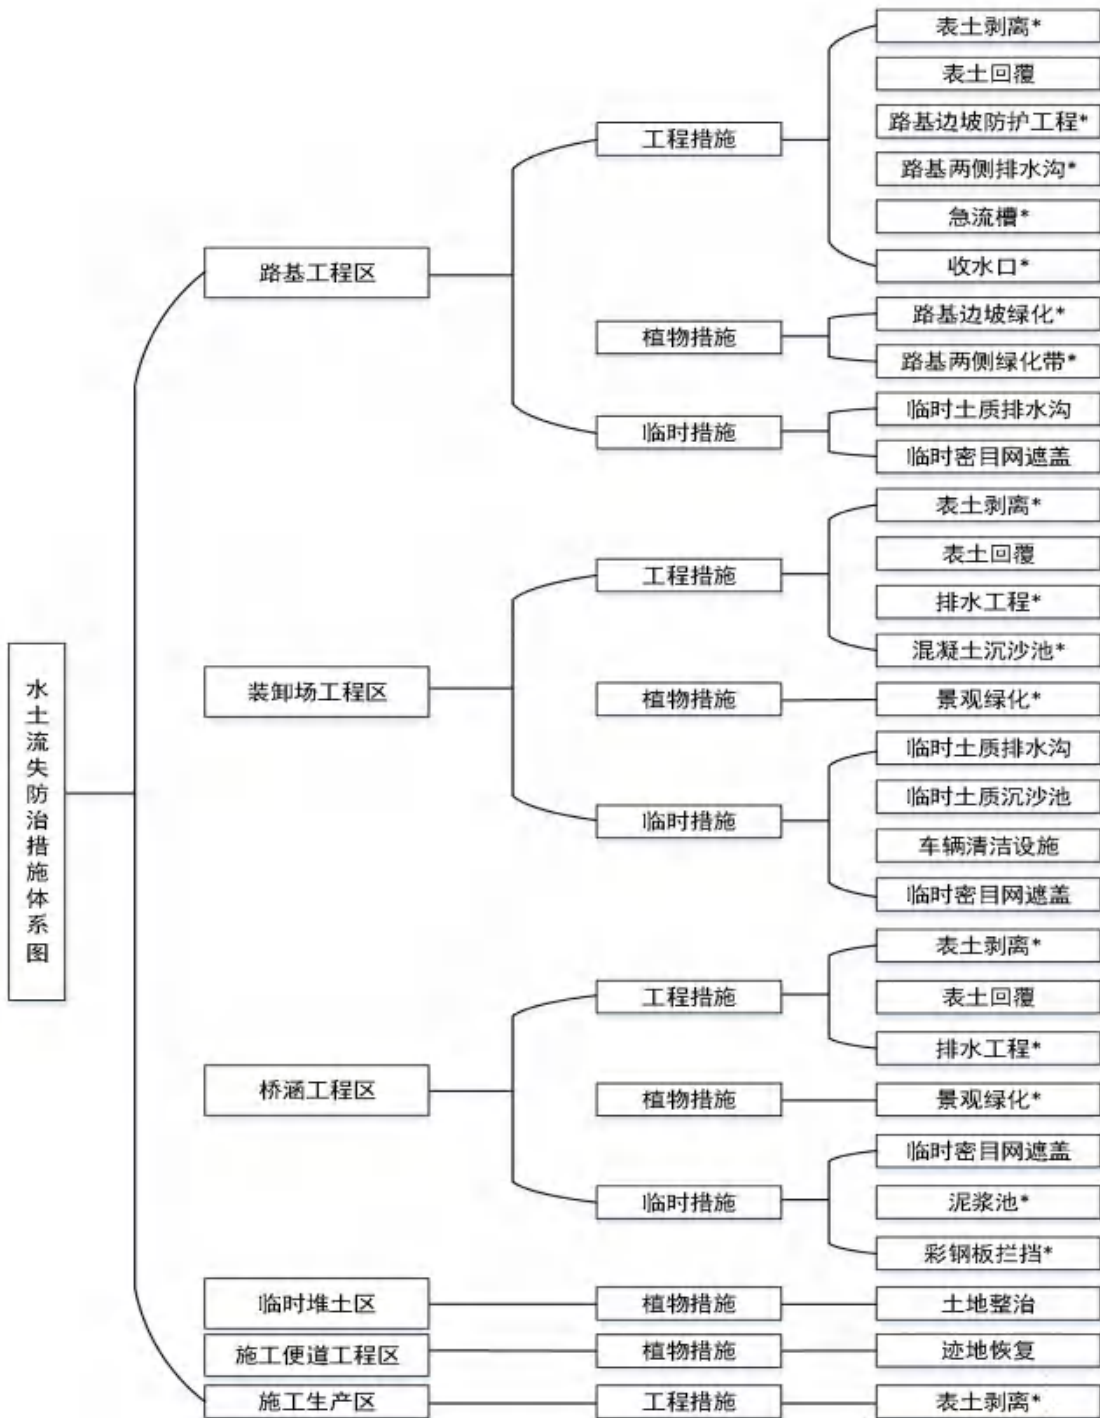 水土流失防治措施体系图
路基工程区
工程措施
表土剥离*
表土回覆
路基边坡防护工程*
路基两侧排水沟*
急流槽*
收水口*
植物措施
路基边坡绿化*
路基两侧绿化带*
临时措施
临时土质排水沟
临时密目网遮盖
装卸场工程区
工程措施
表土剥离*
表土回覆
排水工程*
混凝土沉沙池*
植物措施
景观绿化*
临时措施
临时土质排水沟
临时土质沉沙池
车辆清洁设施
临时密目网遮盖
桥涵工程区
工程措施
表土剥离*
表土回覆
排水工程*
植物措施
景观绿化*
临时措施
临时密目网遮盖
泥浆池*
彩钢板拦挡*
临时堆土区
植物措施
土地整治
施工便道工程区
植物措施
迹地恢复
施工生产区
工程措施
表土剥离*